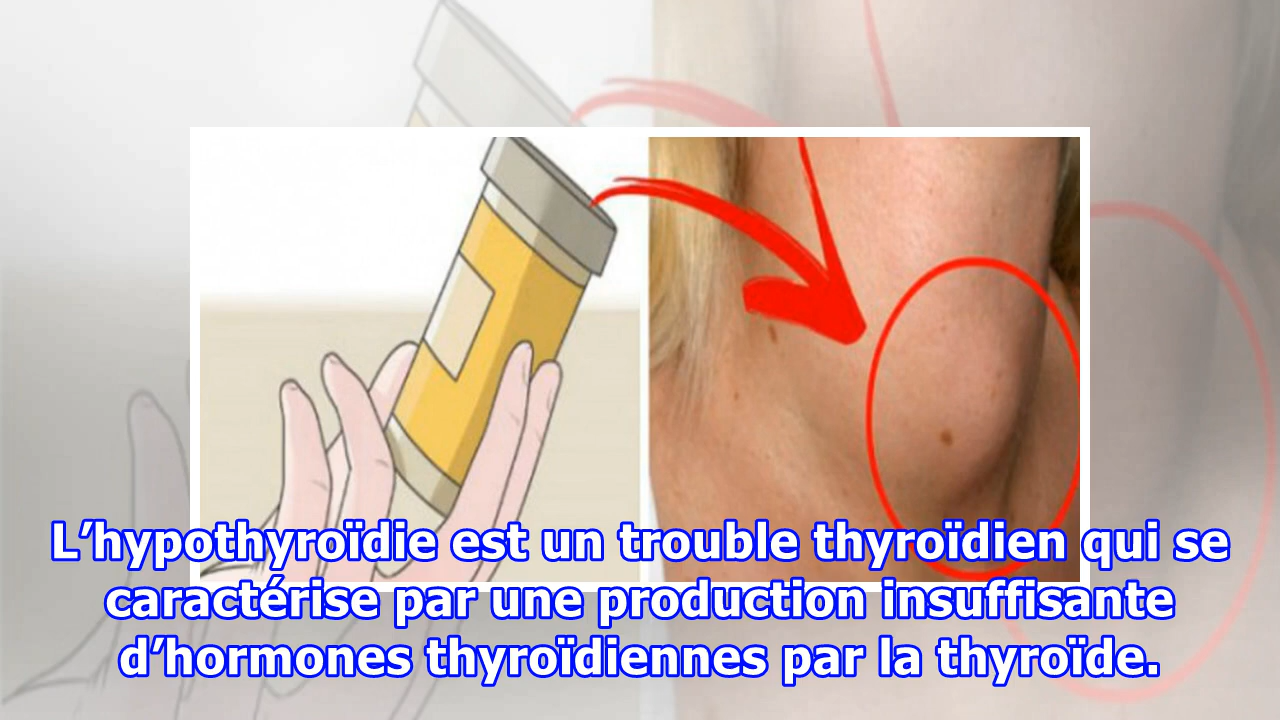 L’hypothyroïdie est un trouble thyroïdien qui se
caractérise par une production insuffisante
d’hormones thyroïdiennes par la thyroïde.